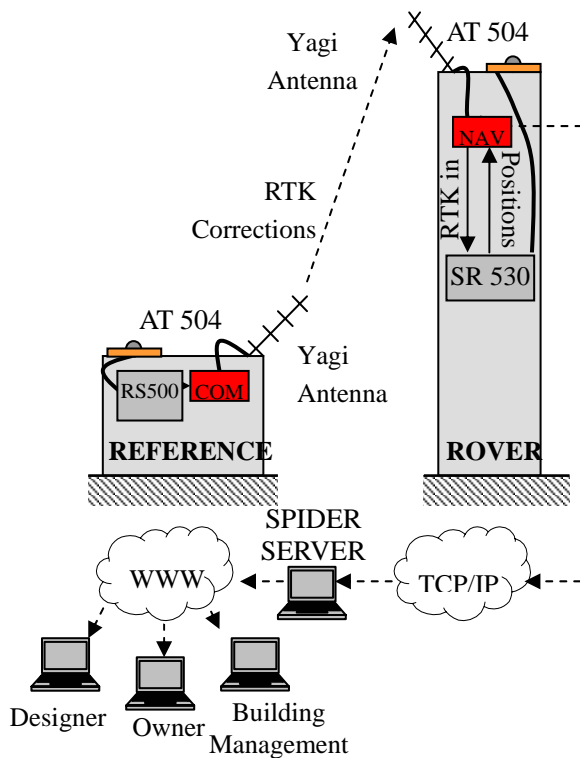 AT 504
Yagi
Antenna
NAV
RTK in
Positions
RTK
Corrections
SR 530
AT 504
Yagi
Antenna
RS500
COM
REFERENCE
ROVER
SPIDER
SERVER
WWW
TCP/IP
Designer
Owner
Building
Management